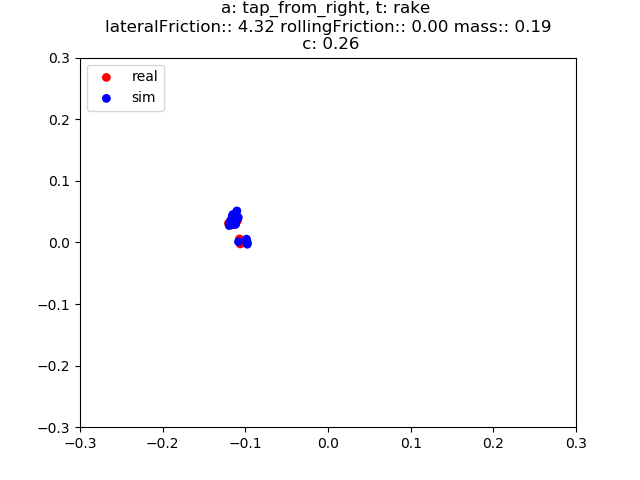 a: tap_from_right, t: rake
lateralFriction:: 4.32 rollingFriction:: 0.00 mass:: 0.19
c: 0.26
real
sim
0.3
0.2
0.1
0.0
−0.1
−0.2
−0.3
−0.3 −0.2 −0.1 0.0 0.1 0.2 0.3